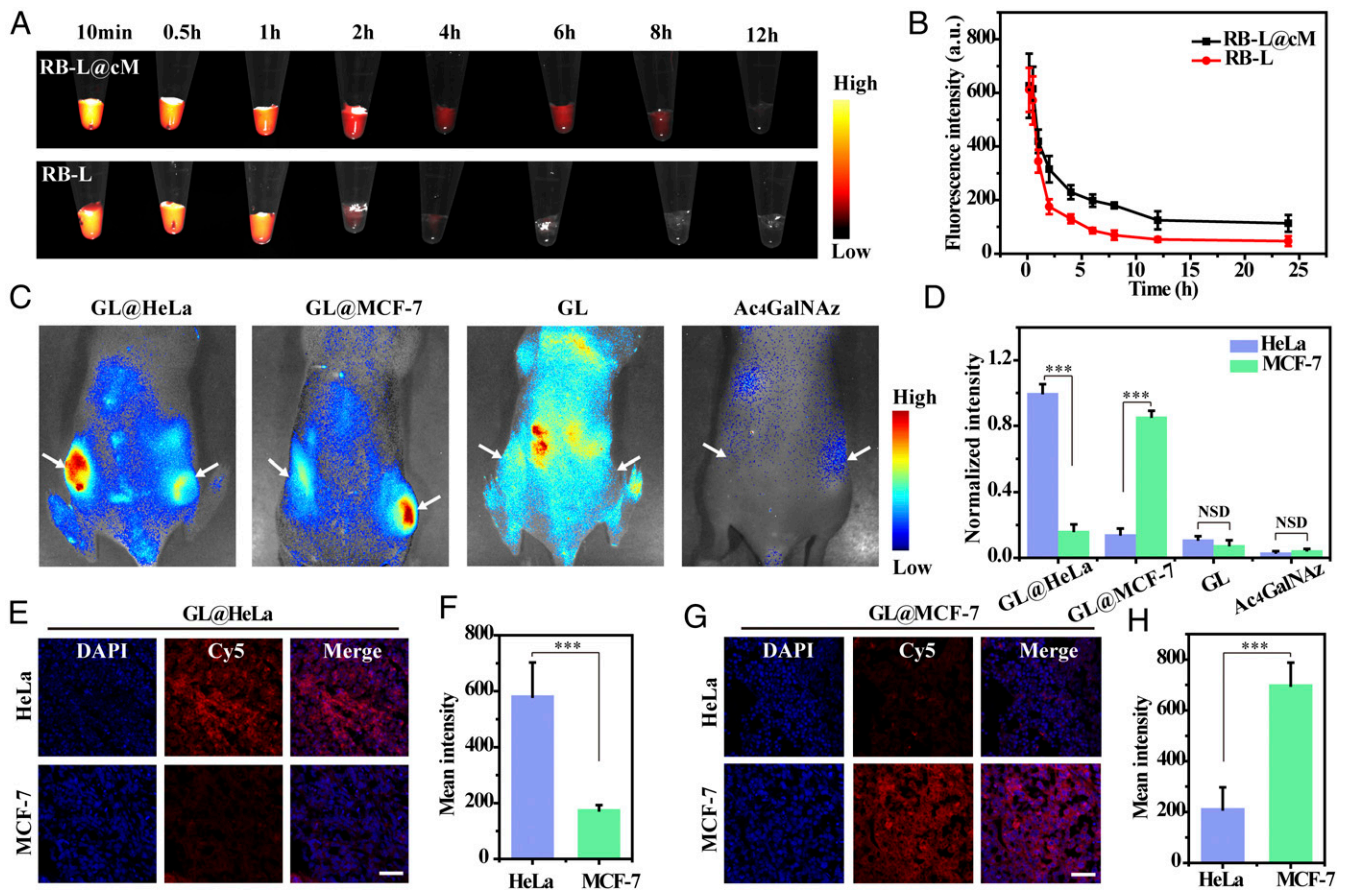 A
10min 0.5h 1h 2h 4h 6h 8h 12h
RB-L@cM
RB-L
High
Low
B
800
600
400
200
0
Fluorescence intensity (a.u.)
RB-L@cM
RB-L
0 5 10 15 20 25
Time (h)
C
GL@HeLa GL@MCF-7 GL Ac4GalNAz
High
Low
D
1.2
0.8
0.4
0.0
Normalized intensity
HeLa
MCF-7
***
***
NSD
NSD
GL@HeLa GL@MCF-7 GL Ac4GalNAz
E
GL@HeLa
DAPI Cy5 Merge
HeLa
MCF-7
F
800
600
400
200
0
Mean intensity
***
HeLa MCF-7
G
GL@MCF-7
DAPI Cy5 Merge
HeLa
MCF-7
H
800
600
400
200
0
Mean intensity
***
HeLa MCF-7